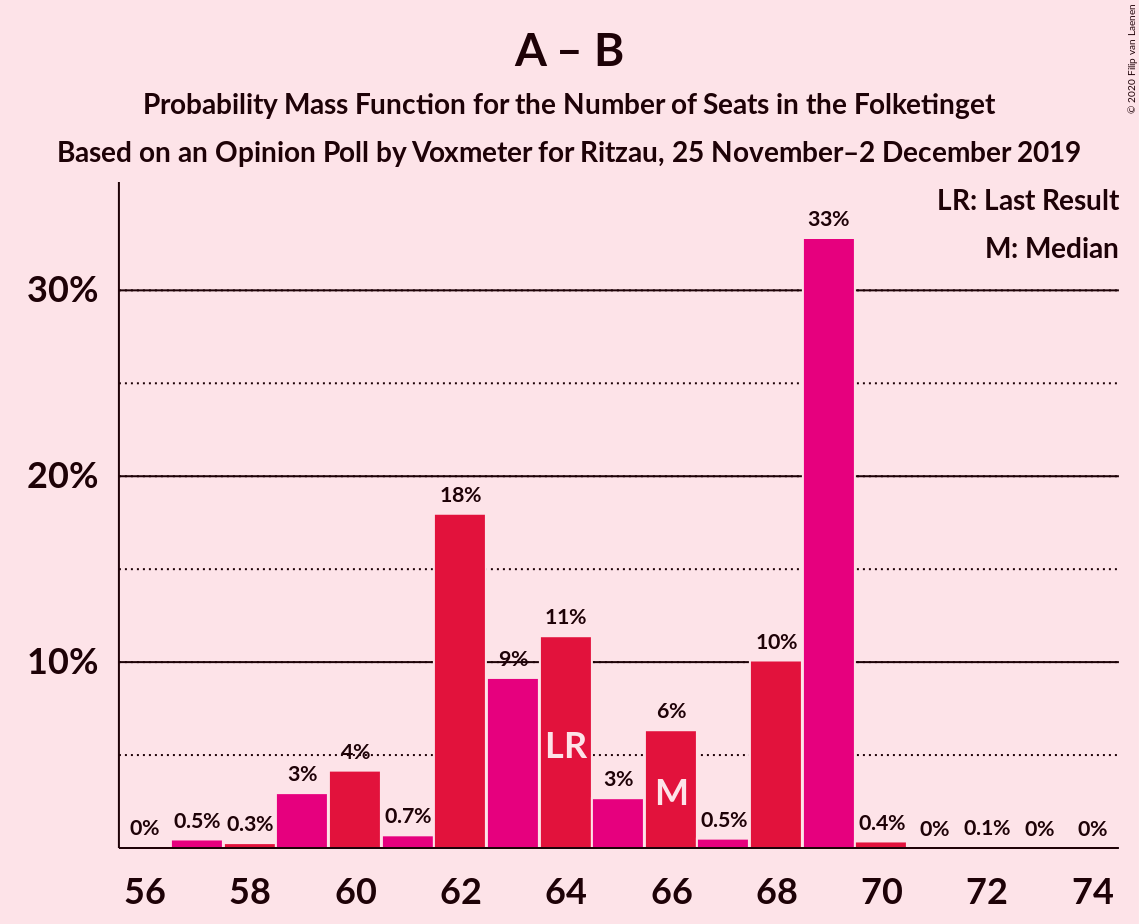 A – B
Probability Mass Function for the Number of Seats in the Folketinget
Based on an Opinion Poll by Voxmeter for Ritzau, 25 November–2 December 2019
© 2020 Filip van Laenen
LR: Last Result
M: Median
30%
20%
10%
0%
0.5%
0.3%
3%
4%
0.7%
18%
9%
11%
3%
6%
0.5%
10%
33%
0.4%
0%
0.1%
0%
0%
LR
M
56 58 60 62 64 66 68 70 72 74